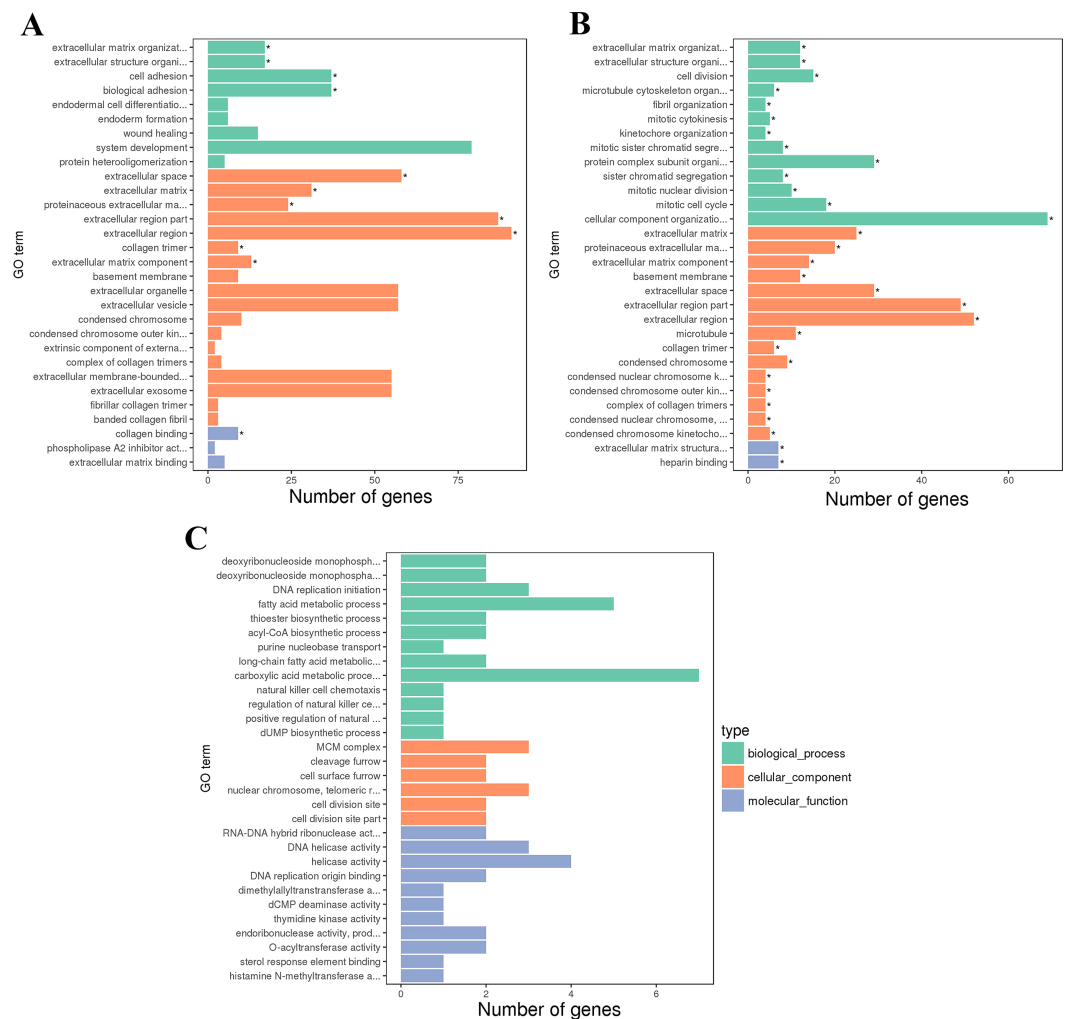 A
extracellular matrix organizat... *
extracellular structure organi... *
cell adhesion *
biological adhesion *
endodermal cell differentiatio...
endoderm formation
wound healing
system development
protein heterooligomerization
extracellular space *
extracellular matrix *
proteinaceous extracellular ma... *
extracellular region part *
extracellular region *
collagen trimer *
extracellular matrix component *
basement membrane
extracellular organelle
extracellular vesicle
condensed chromosome
condensed chromosome outer kin...
extrinsic component of externa...
complex of collagen trimers
extracellular membrane-bounded...
extracellular exosome
fibrillar collagen trimer
banded collagen fibril
collagen binding *
phospholipase A2 inhibitor act...
extracellular matrix binding
GO term
0 25 50 75
Number of genes
B
extracellular matrix organizat... *
extracellular structure organi... *
cell division *
microtubule cytoskeleton organ... *
fibril organization *
mitotic cytokinesis *
kinetochore organization *
mitotic sister chromatid segre... *
protein complex subunit organi... *
sister chromatid segregation *
mitotic nuclear division *
mitotic cell cycle *
cellular component organizatio... *
extracellular matrix *
proteinaceous extracellular ma... *
extracellular matrix component *
basement membrane *
extracellular space *
extracellular region part *
extracellular region *
microtubule *
collagen trimer *
condensed chromosome *
condensed nuclear chromosome k... *
condensed chromosome outer kin... *
complex of collagen trimers *
condensed nuclear chromosome, ... *
condensed chromosome kinetocho... *
extracellular matrix structura... *
heparin binding *
GO term
0 20 40 60
Number of genes
C
deoxyribonucleoside monophosph...
deoxyribonucleoside monophospha...
DNA replication initiation
fatty acid metabolic process
thioester biosynthetic process
acyl-CoA biosynthetic process
purine nucleobase transport
long-chain fatty acid metabolic...
carboxylic acid metabolic proce...
natural killer cell chemotaxis
regulation of natural killer ce...
positive regulation of natural ...
dUMP biosynthetic process
MCM complex
cleavage furrow
cell surface furrow
nuclear chromosome, telomeric r...
cell division site
cell division site part
RNA-DNA hybrid ribonuclease act...
DNA helicase activity
helicase activity
DNA replication origin binding
dimethylallyltranstransferase a...
dCMP deaminase activity
thymidine kinase activity
endoribonuclease activity, prod...
O-acyltransferase activity
sterol response element binding
histamine N-methyltransferase a...
GO term
0 2 4 6
Number of genes
type
biological_process
cellular_component
molecular_function